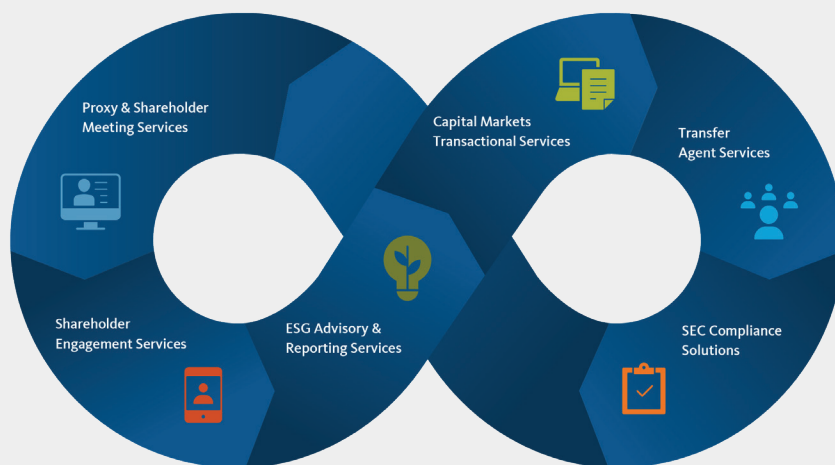 Proxy & Shareholder
Meeting Services
Capital Markets
Transactional Services
Transfer
Agent Services
Shareholder
Engagement Services
ESG Advisory &
Reporting Services
SEC Compliance
Solutions